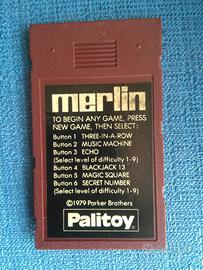 merlin
TO BEGIN ANY GAME, PRESS
NEW GAME, THEN SELECT:
Button 1 THREE-IN-A-ROW
Button 2 MUSIC MACHINE
Button 3 ECHO
(Select level of difficulty 1-9)
Button 4 BLACKJACK 13
Button 5 MAGIC SQUARE
Button 6 SECRET NUMBER
(Select level of difficulty 1-9)
©1979 Parker Brothers
Palitoy